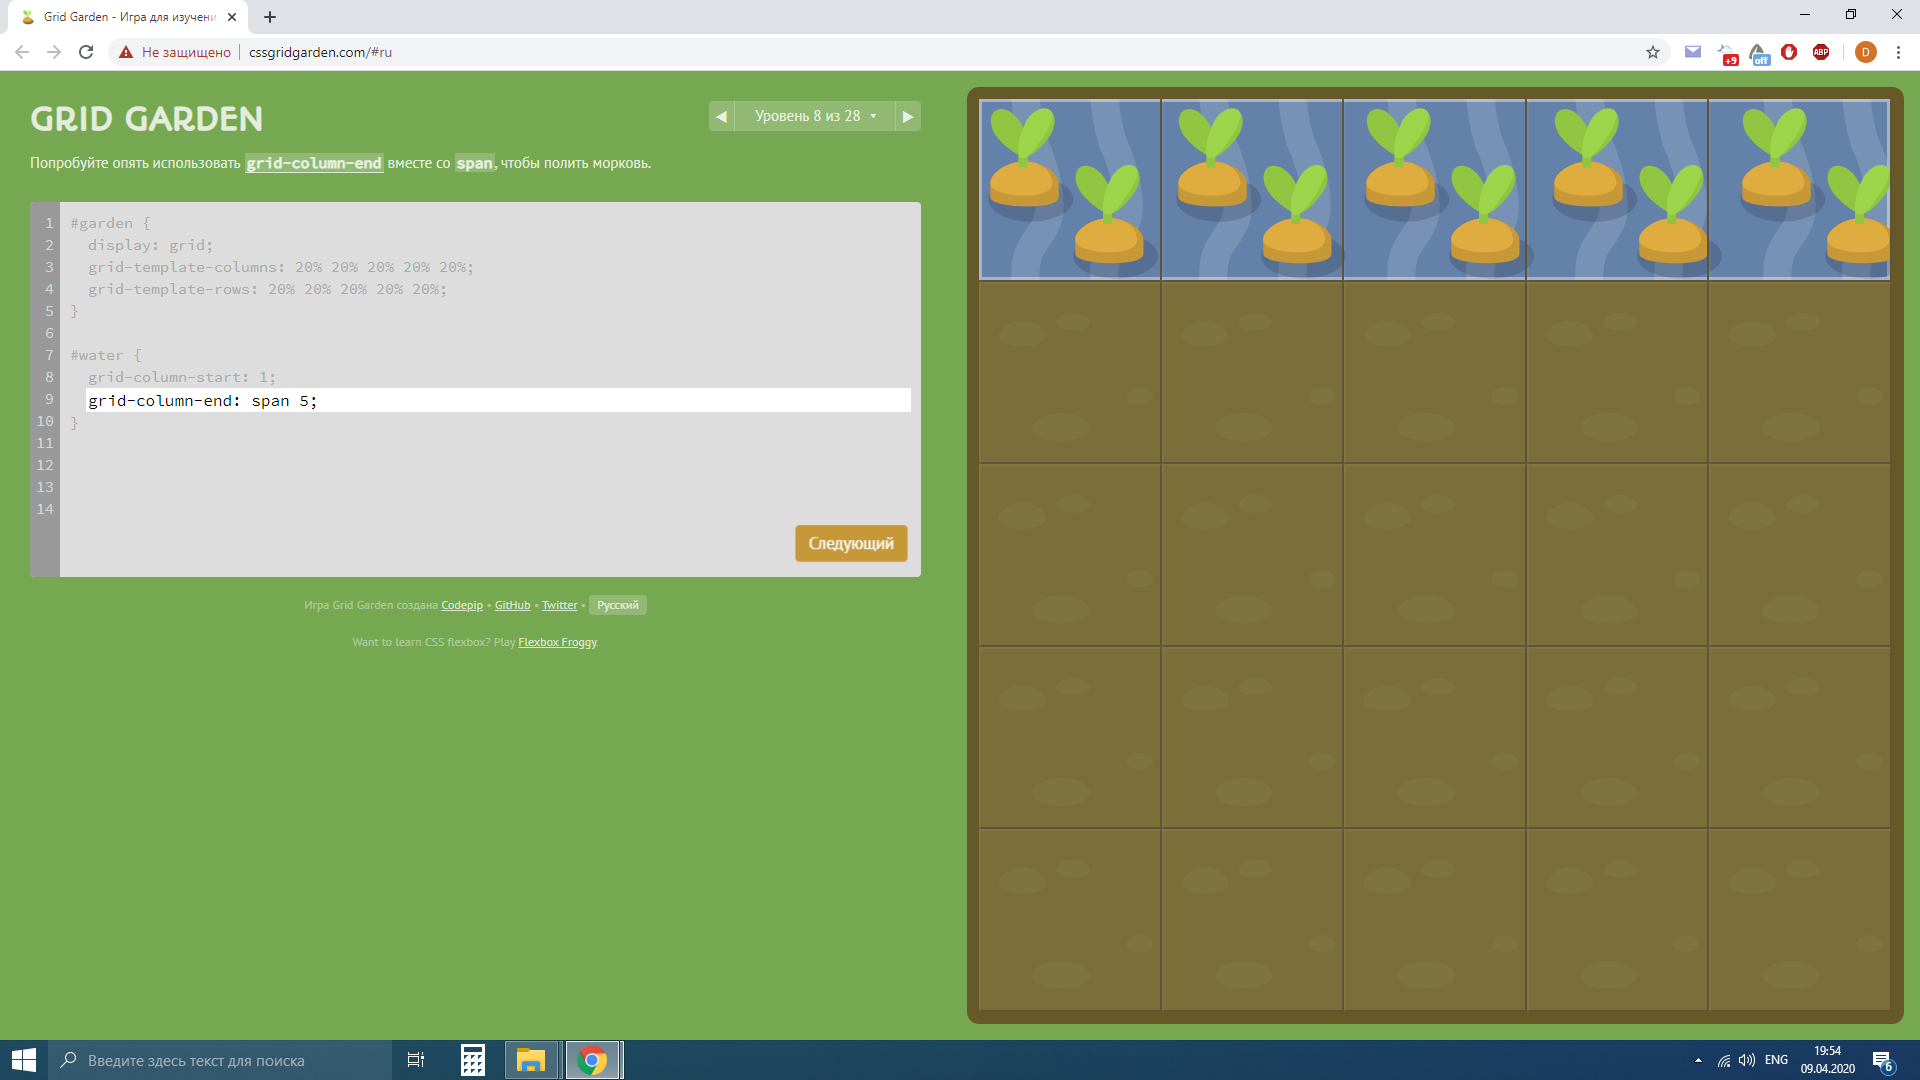 Grid Garden - Игра для изучени
Не защищено
cssgridgarden.com/#ru
+9
off
ABP
D
GRID GARDEN
Уровень 8 из 28
Попробуйте опять использовать grid-column-end вместе со span, чтобы полить морковь.
1 #garden {
2 display: grid;
3 grid-template-columns: 20% 20% 20% 20% 20%;
4 grid-template-rows: 20% 20% 20% 20% 20%;
5 }
6
7 #water {
8 grid-column-start: 1;
9 grid-column-end: span 5;
10 }
11
12
13
14
Следующий
Игра Grid Garden создана Codepip • GitHub • Twitter • Русский
Want to learn CSS flexbox? Play Flexbox Froggy.
Введите здесь текст для поиска
ENG
19:54
09.04.2020
6